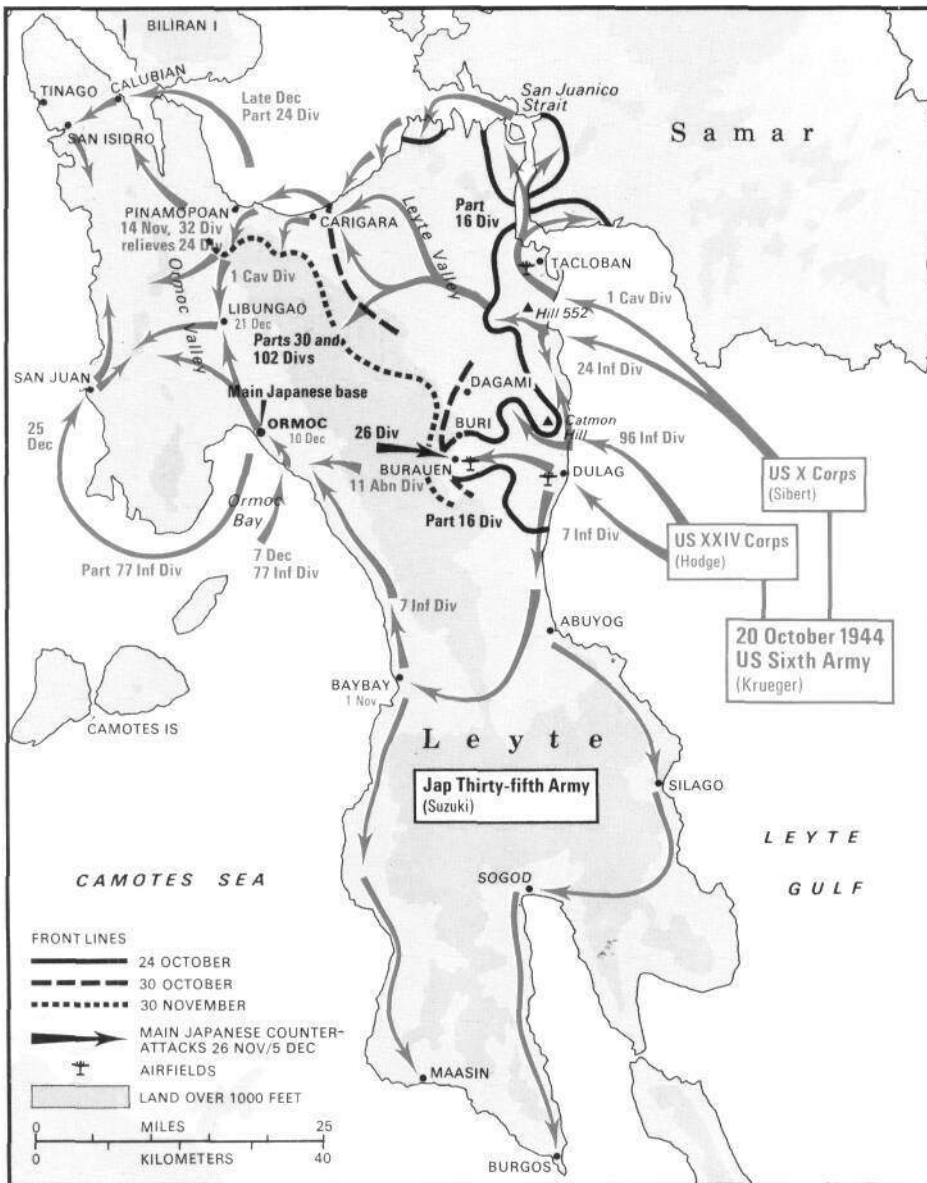 BILIRAN I
TINAGO
CALUBIAN
SAN ISIDRO
Late Dec
Part 24 Div
San Juanico
Strait
Samar
PINAMOPOAN
14 Nov, 32 Div
relieves 24 Div
CARIGARA
Leyte Valley
Part
16 Div
TACLOBAN
1 Cav Div
Hill 552
1 Cav Div
Ormoc Valley
LIBUNGAO
21 Dec
Parts 30 and
102 Divs
24 Inf Div
SAN JUAN
Main Japanese base
ORMOC
10 Dec
DAGAMI
BURI
Catmon
Hill
25
Dec
26 Div
BURAUEN
11 Abn Div
96 Inf Div
DULAG
US X Corps
(Sibert)
Ormoc
Bay
Part 16 Div
7 Inf Div
US XXIV Corps
(Hodge)
Part 77 Inf Div
7 Dec
77 Inf Div
7 Inf Div
ABUYOG
20 October 1944
US Sixth Army
(Krueger)
BAYBAY
1 Nov
CAMOTES IS
Leyte
Jap Thirty-fifth Army
(Suzuki)
SILAGO
LEYTE
GULF
CAMOTES SEA
SOGOD
FRONT LINES
24 OCTOBER
30 OCTOBER
30 NOVEMBER
MAIN JAPANESE COUNTER-
ATTACKS 26 NOV/5 DEC
AIRFIELDS
LAND OVER 1000 FEET
MAASIN
0 MILES 25
0 KILOMETERS 40
BURGOS